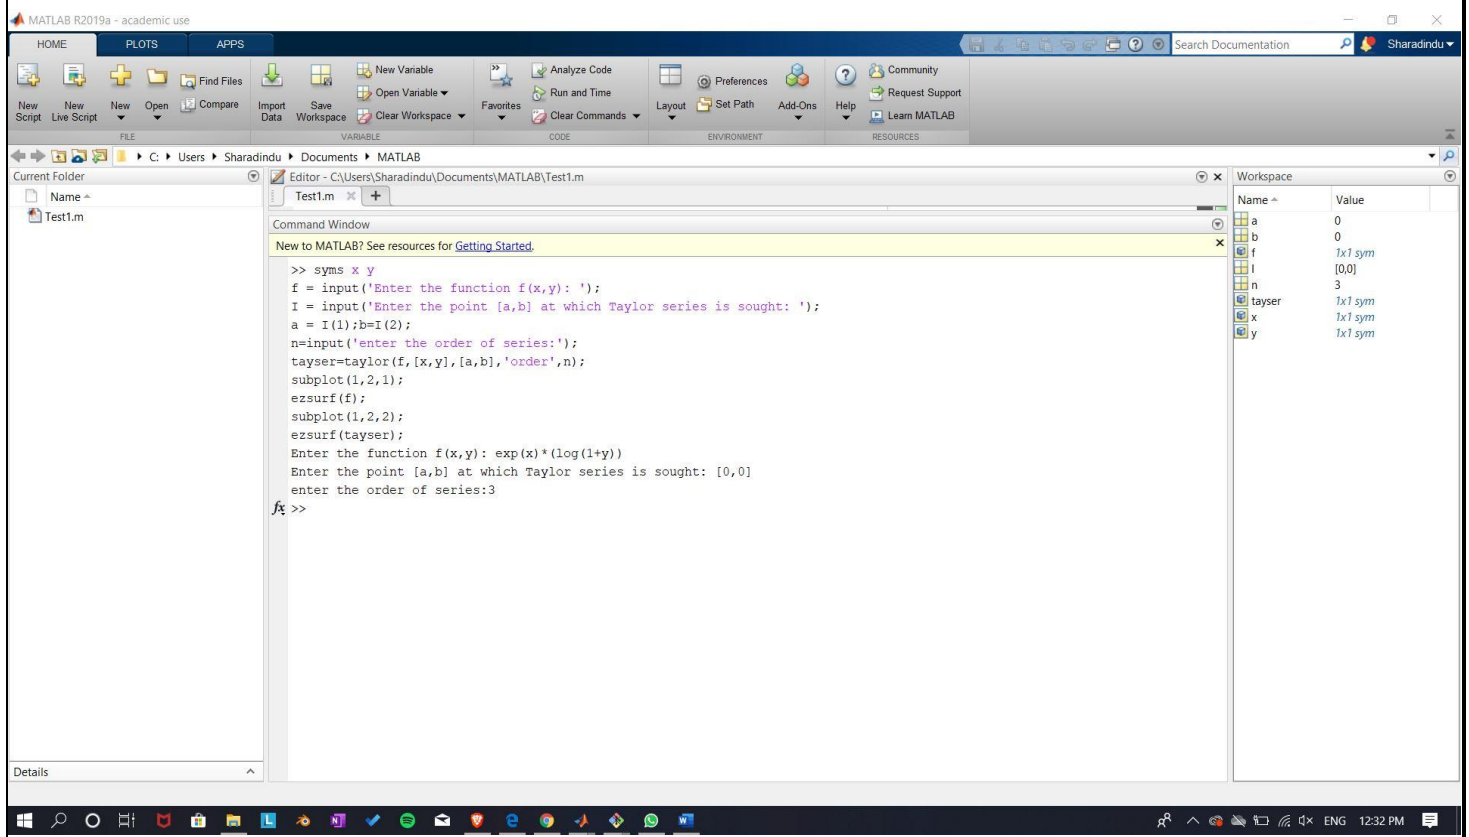 MATLAB R2019a - academic use
HOME PLOTS APPS Search Documentation Sharadindu
New Script
New Live Script
New
Open
Find Files
Compare
FILE
Import Data
Save Workspace
New Variable
Open Variable
Clear Workspace
VARIABLE
Favorites
Analyze Code
Run and Time
Clear Commands
CODE
Layout
Preferences
Set Path
Add-Ons
ENVIRONMENT
Help
Community
Request Support
Learn MATLAB
RESOURCES
C: Users Sharadindu Documents MATLAB
Current Folder
Name
Test1.m
Details
Editor - C:\Users\Sharadindu\Documents\MATLAB\Test1.m
Test1.m
Command Window
New to MATLAB? See resources for Getting Started.
>> syms x y
f = input('Enter the function f(x,y): ');
I = input('Enter the point [a,b] at which Taylor series is sought: ');
a = I(1);b=I(2);
n=input('enter the order of series:');
tayser=taylor(f,[x,y],[a,b],'order',n);
subplot(1,2,1);
ezsurf(f);
subplot(1,2,2);
ezsurf(tayser);
Enter the function f(x,y): exp(x)*(log(1+y))
Enter the point [a,b] at which Taylor series is sought: [0,0]
enter the order of series:3
fx >>
Workspace
Name Value
a 0
b 0
f 1x1 sym
I [0,0]
n 3
tayser 1x1 sym
x 1x1 sym
y 1x1 sym
ENG 12:32 PM